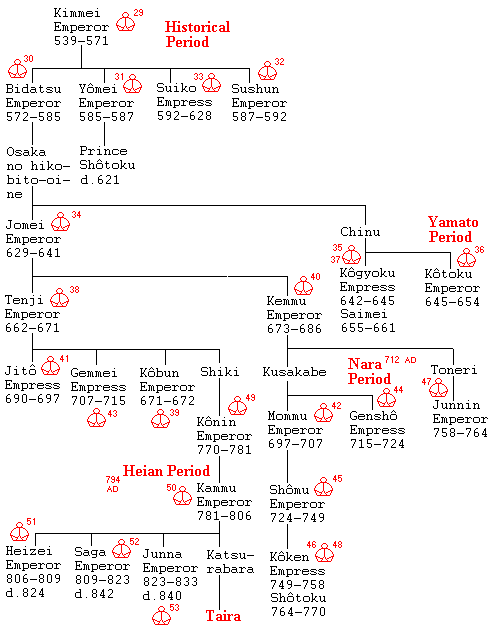 Kimmei
Emperor
539–571
29
Historical
Period
30
Bidatsu
Emperor
572–585
31
Yômei
Emperor
585–587
33
Suiko
Empress
592–628
32
Sushun
Emperor
587–592
Osaka
no hiko-
bito-oi-
ne
Prince
Shôtoku
d.621
34
Jomei
Emperor
629–641
Chinu
Yamato
Period
35
37
Kôgyoku
Empress
642–645
Saimei
655–661
36
Kôtoku
Emperor
645–654
38
Tenji
Emperor
662–671
40
Kemmu
Emperor
673–686
41
Jitô
Empress
690–697
Gemmei
Empress
707–715
43
Kôbun
Emperor
671–672
39
Shiki
Kusakabe
Nara 712 AD
Period
Toneri
49
Kônin
Emperor
770–781
42
Mommu
Emperor
697–707
44
Genshô
Empress
715–724
47
Junnin
Emperor
758–764
Heian Period
794
AD
50
Kammu
Emperor
781–806
45
Shômu
Emperor
724–749
51
Heizei
Emperor
806–809
d.824
52
Saga
Emperor
809–823
d.842
Junna
Emperor
823–833
d.840
53
Katsu-
rabara
Taira
46 48
Kôken
Empress
749–758
Shôtoku
764–770